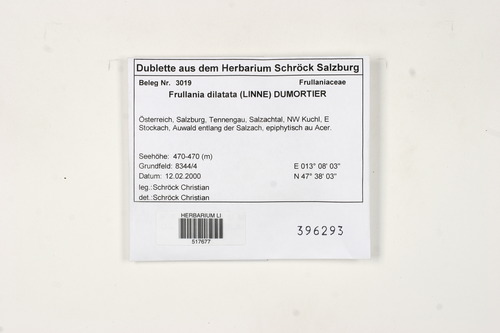 Dublette aus dem Herbarium Schröck Salzburg
Beleg Nr. 3019 Frullaniaceae
Frullania dilatata (LINNE) DUMORTIER
Österreich, Salzburg, Tennengau, Salzachtal, NW Kuchl, E
Stockach, Auwald entlang der Salzach, epiphytisch au Acer.
Seehöhe: 470-470 (m)
Grundfeld: 8344/4 E 013° 08' 03"
Datum: 12.02.2000 N 47° 38' 03"
leg.:Schröck Christian
det.:Schröck Christian
HERBARIUM LI
517677
396293